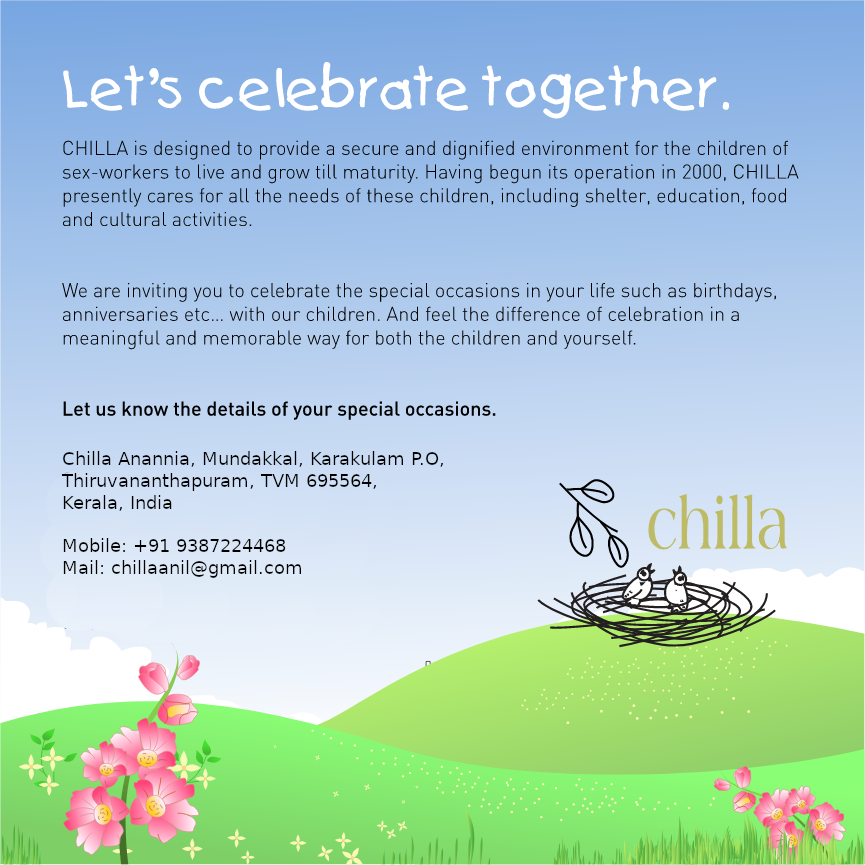 Let's celebrate together.
CHILLA is designed to provide a secure and dignified environment for the children of
sex-workers to live and grow till maturity. Having begun its operation in 2000, CHILLA
presently cares for all the needs of these children, including shelter, education, food
and cultural activities.
We are inviting you to celebrate the special occasions in your life such as birthdays,
anniversaries etc... with our children. And feel the difference of celebration in a
meaningful and memorable way for both the children and yourself.
Let us know the details of your special occasions.
Chilla Anannia, Mundakkal, Karakulam P.O,
Thiruvananthapuram, TVM 695564,
Kerala, India
Mobile: +91 9387224468
Mail: chillaanil@gmail.com
chilla